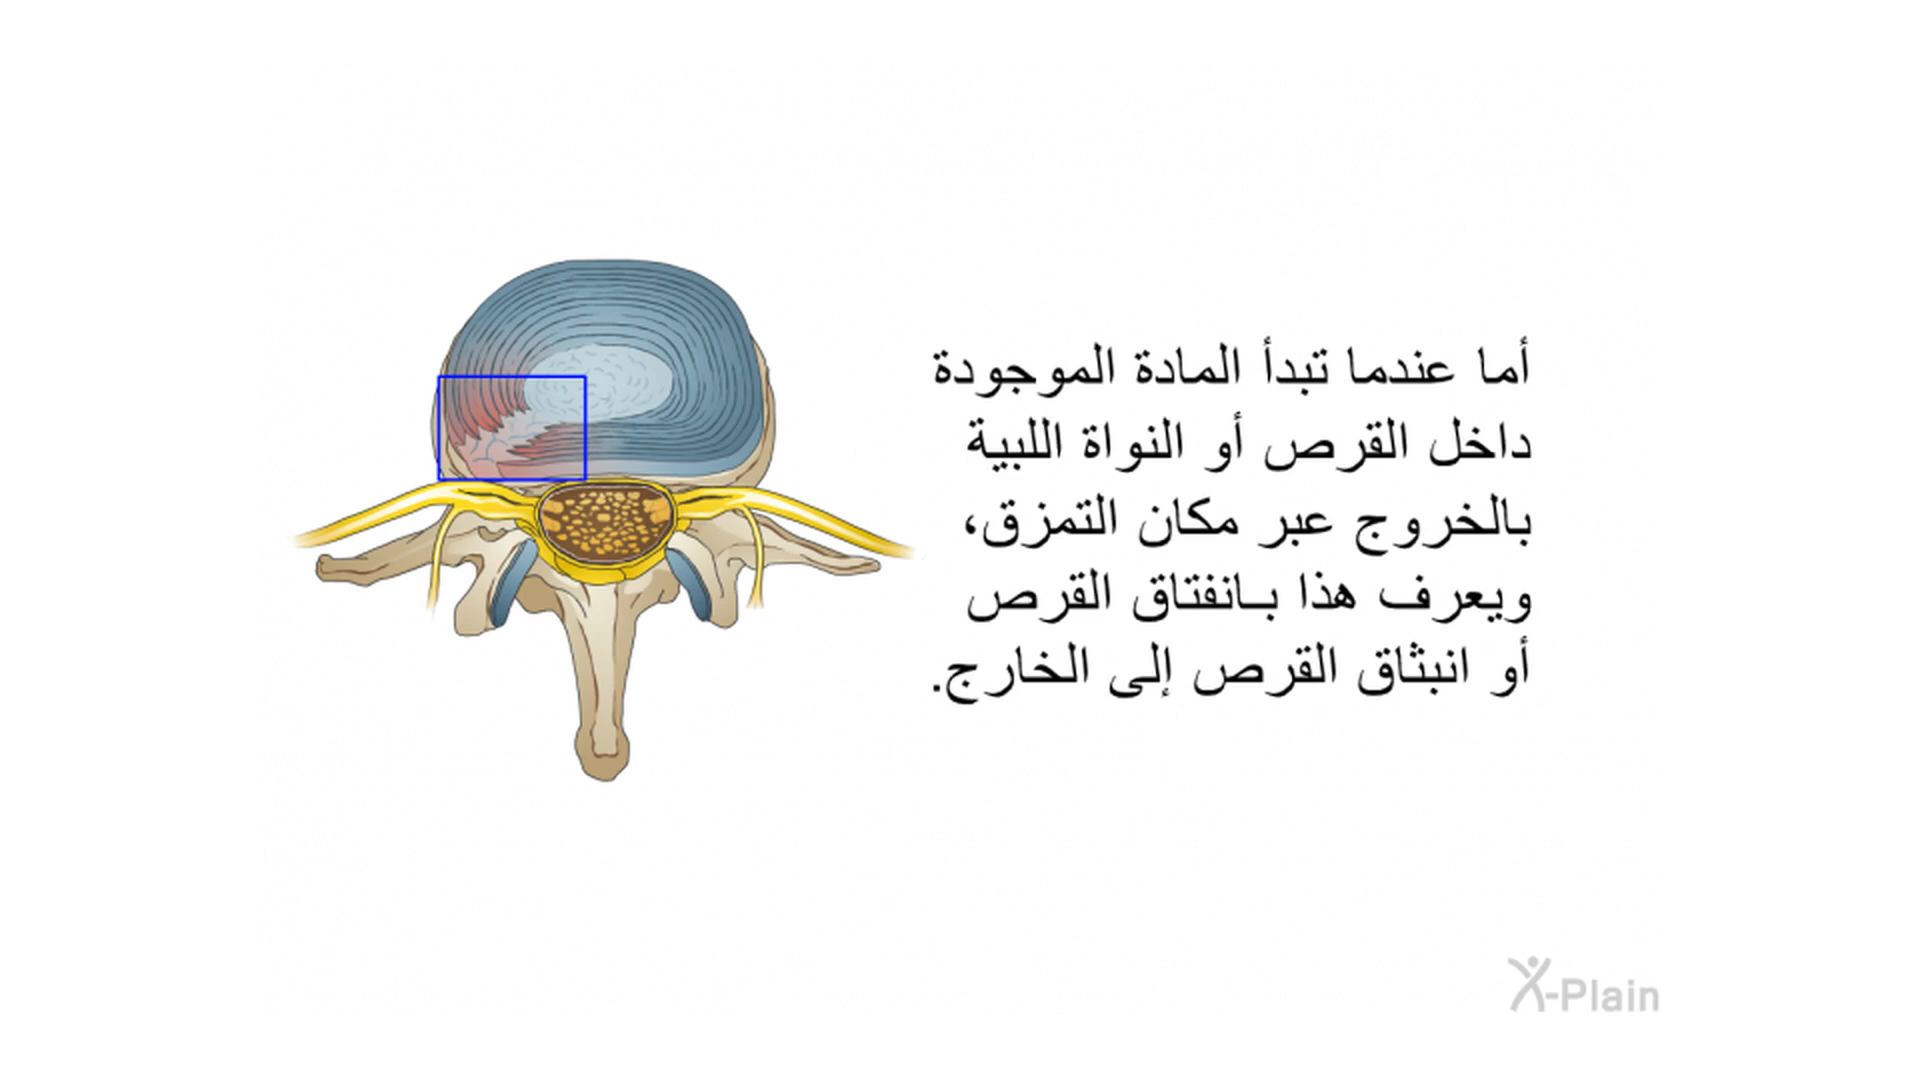 أما عندما تبدأ المادة الموجودة
داخل القرص أو النواة اللبية
بالخروج عبر مكان التمزق،
ويعرف هذا بـانفتاق القرص
أو انبثاق القرص إلى الخارج.
X-Plain